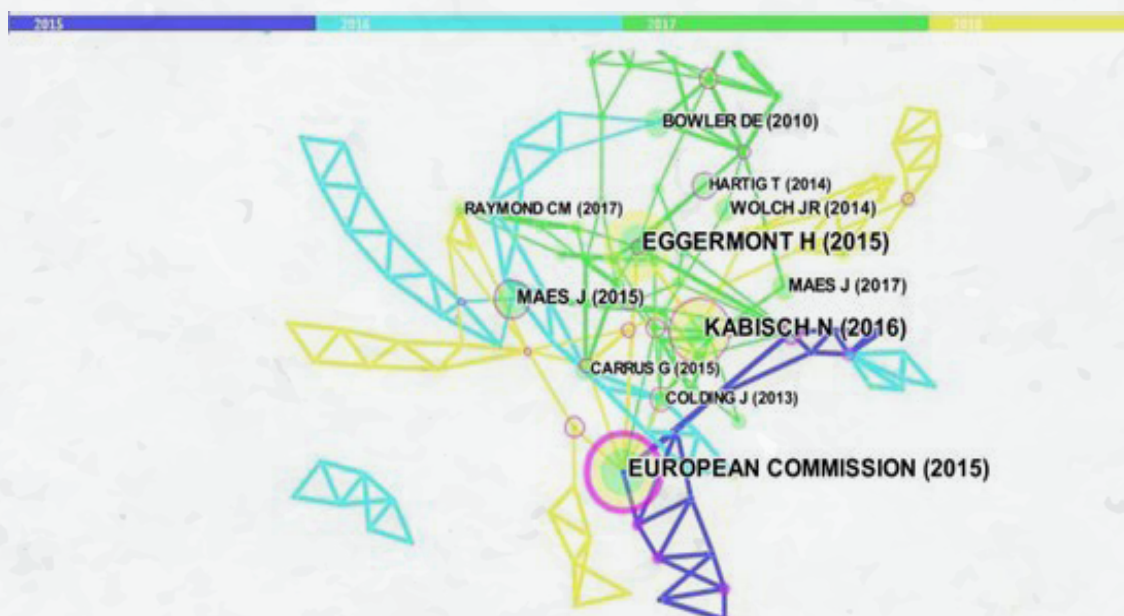 2015 2016 2017 2018
BOWLER DE (2010)
HARTIG T (2014)
RAYMOND CM (2017)
WOLCH JR (2014)
EGGERMONT H (2015)
MAES J (2017)
MAES J (2015)
KABISCH N (2016)
CARRUS G (2015)
COLDING J (2013)
EUROPEAN COMMISSION (2015)